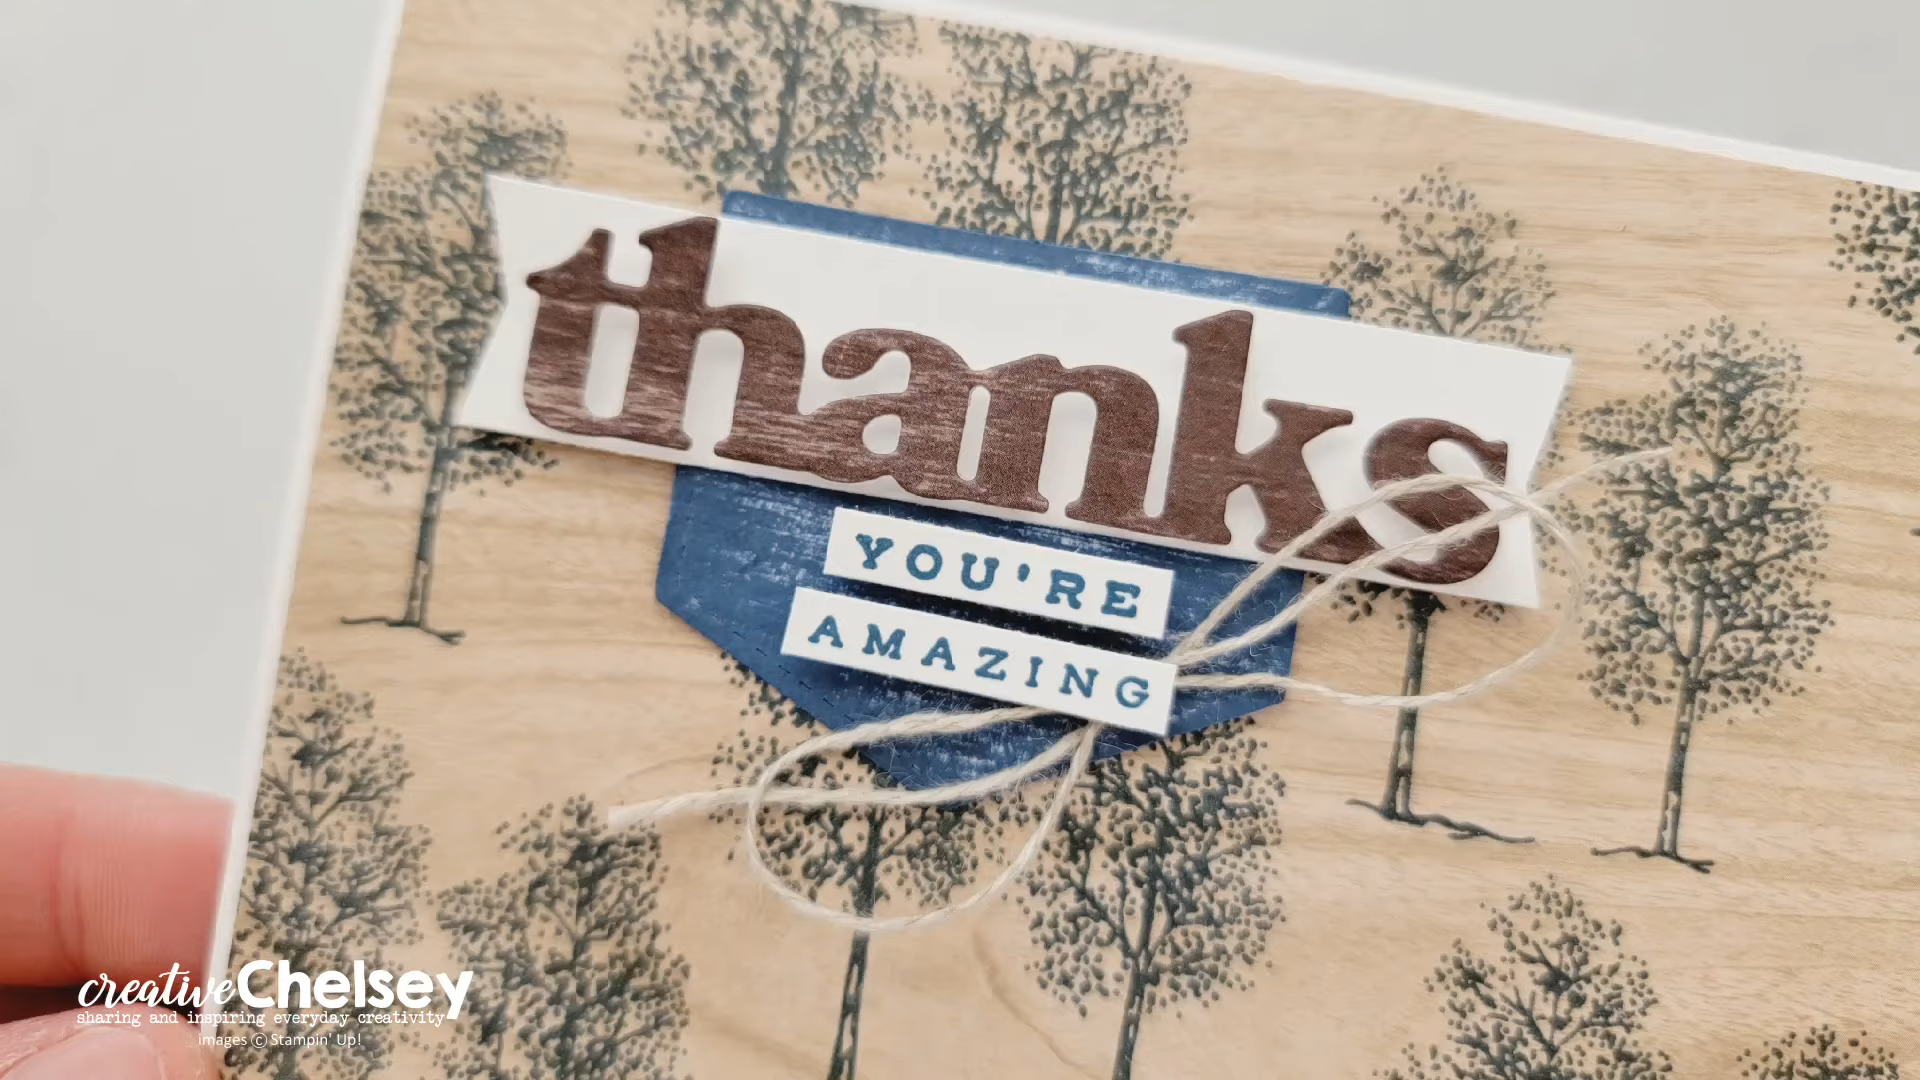 thanks
YOU'RE
AMAZING
creativeChelsey
sharing and inspiring everyday creativity
images © Stampin' Up!